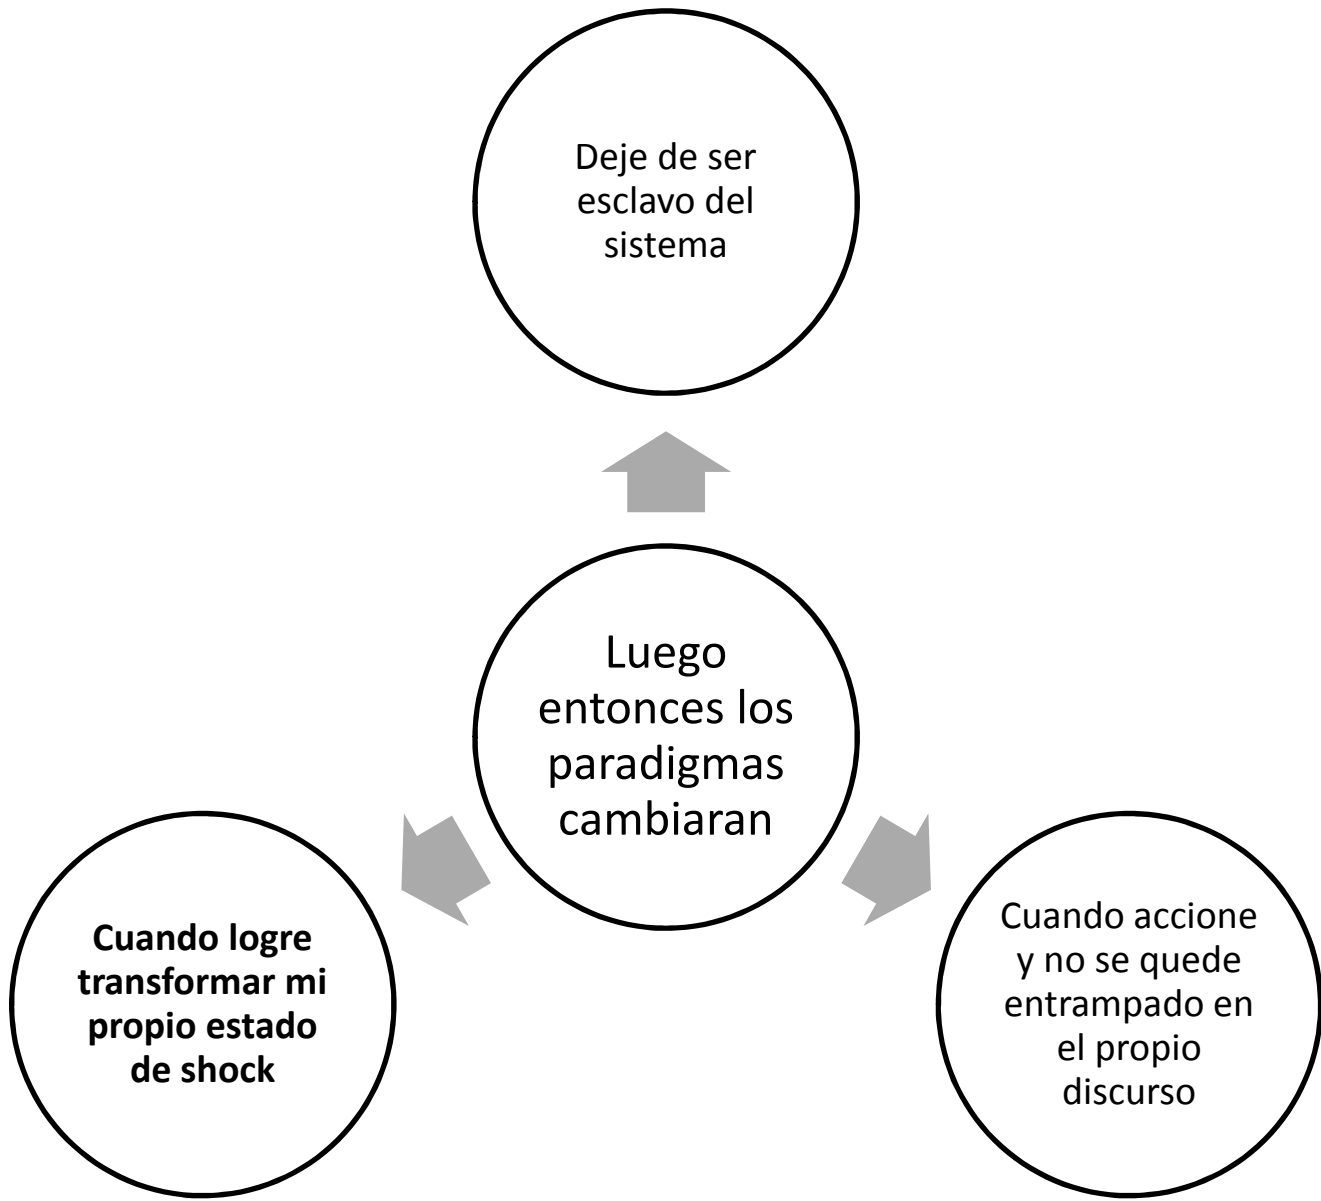 Deje de ser
esclavo del
sistema
Luego
entonces los
paradigmas
cambiaran
Cuando logre
transformar mi
propio estado
de shock
Cuando accione
y no se quede
entrampado en
el propio
discurso